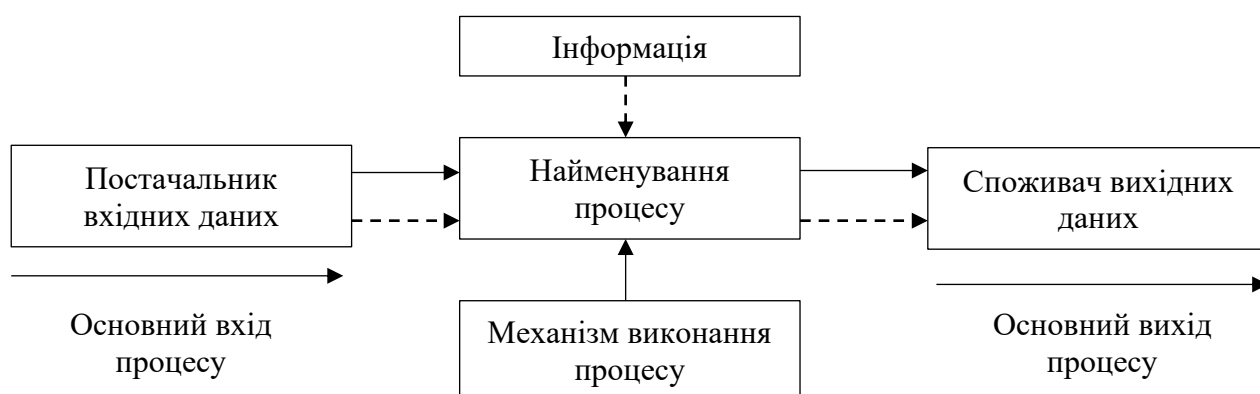 Інформація
Постачальник
вхідних даних
Найменування
процесу
Споживач вихідних
даних
Основний вхід
процесу
Механізм виконання
процесу
Основний вихід
процесу